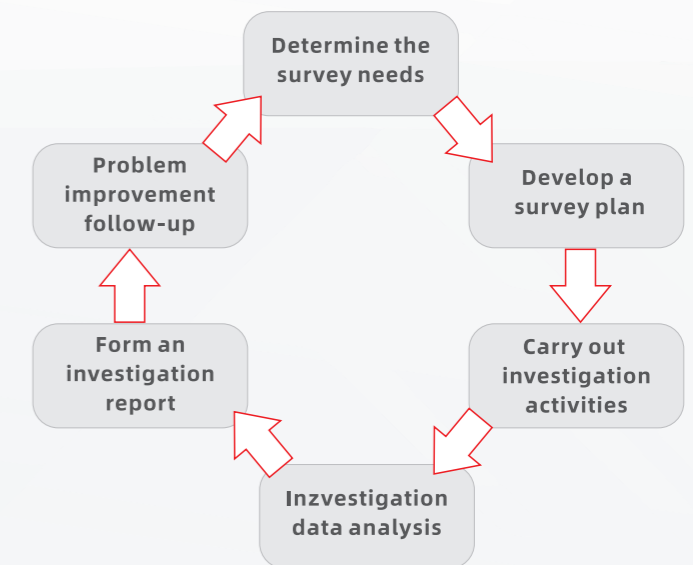 Determine the
survey needs
Develop a
survey plan
Carry out
investigation
activities
Inzvestigation
data analysis
Form an
investigation
report
Problem
improvement
follow-up